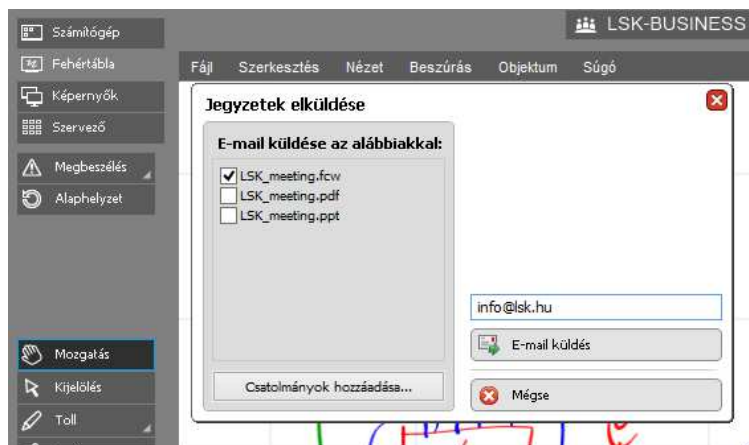 LSK-BUSINESS
Számítógép
Fehértábla
Képernyők
Szervező
Megbeszélés
Alaphelyzet
Mozgatás
Kijelölés
Toll
Fájl Szerkesztés Nézet Beszúrás Objektum Súgó
Jegyzetek elküldése
E-mail küldése az alábbiakkal:
LSK_meeting.fcw
LSK_meeting.pdf
LSK_meeting.ppt
Csatolmányok hozzáadása...
info@lsk.hu
E-mail küldés
Mégse